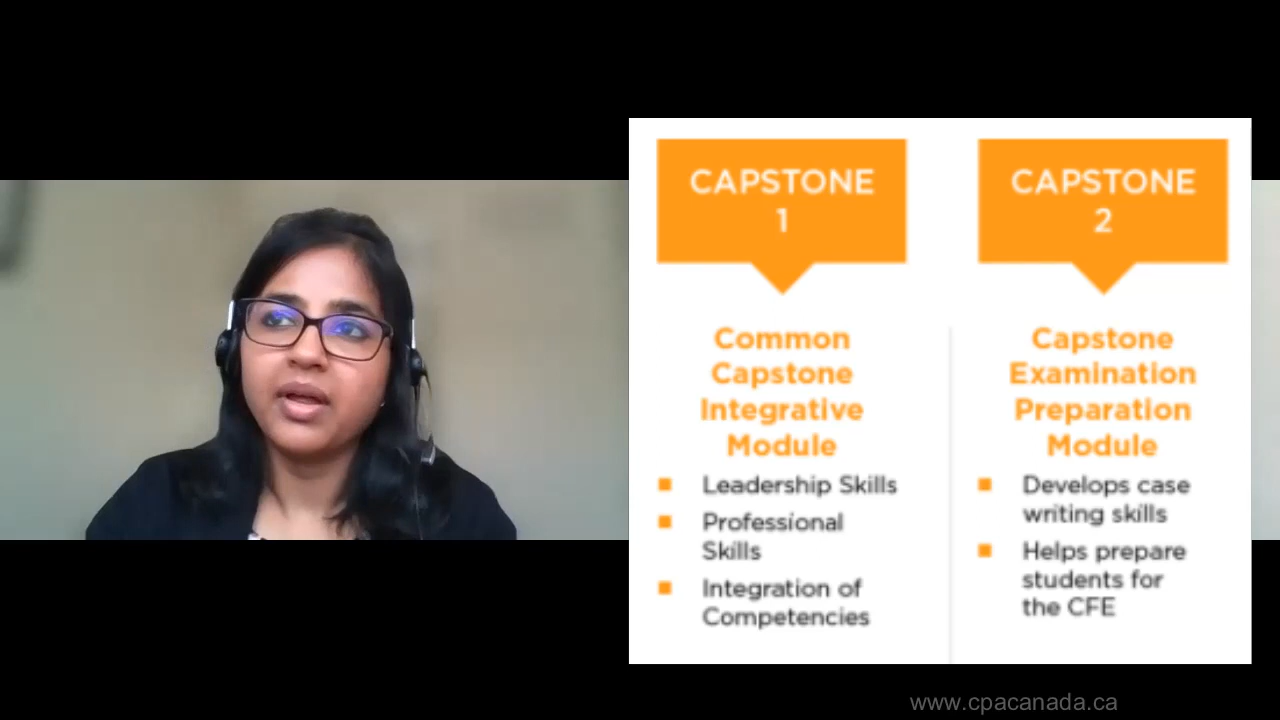 CAPSTONE
1
Common
Capstone
Integrative
Module
Leadership Skills
Professional
Skills
Integration of
Competencies
CAPSTONE
2
Capstone
Examination
Preparation
Module
Develops case
writing skills
Helps prepare
students for
the CFE
www.cpacanada.ca